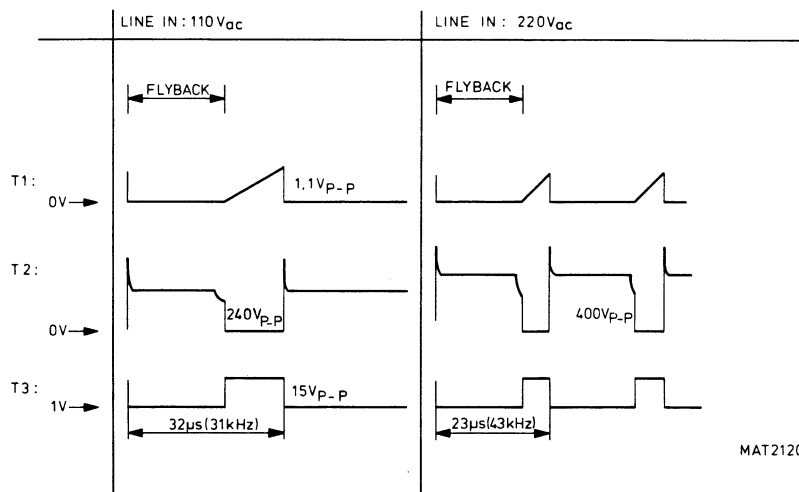 LINE IN : 110Vac
LINE IN : 220Vac
FLYBACK
FLYBACK
T1 :
0V
1,1VP-P
T2 :
0V
240VP-P
400VP-P
T3 :
1V
15VP-P
32µs(31kHz)
23µs(43kHz)
MAT2120